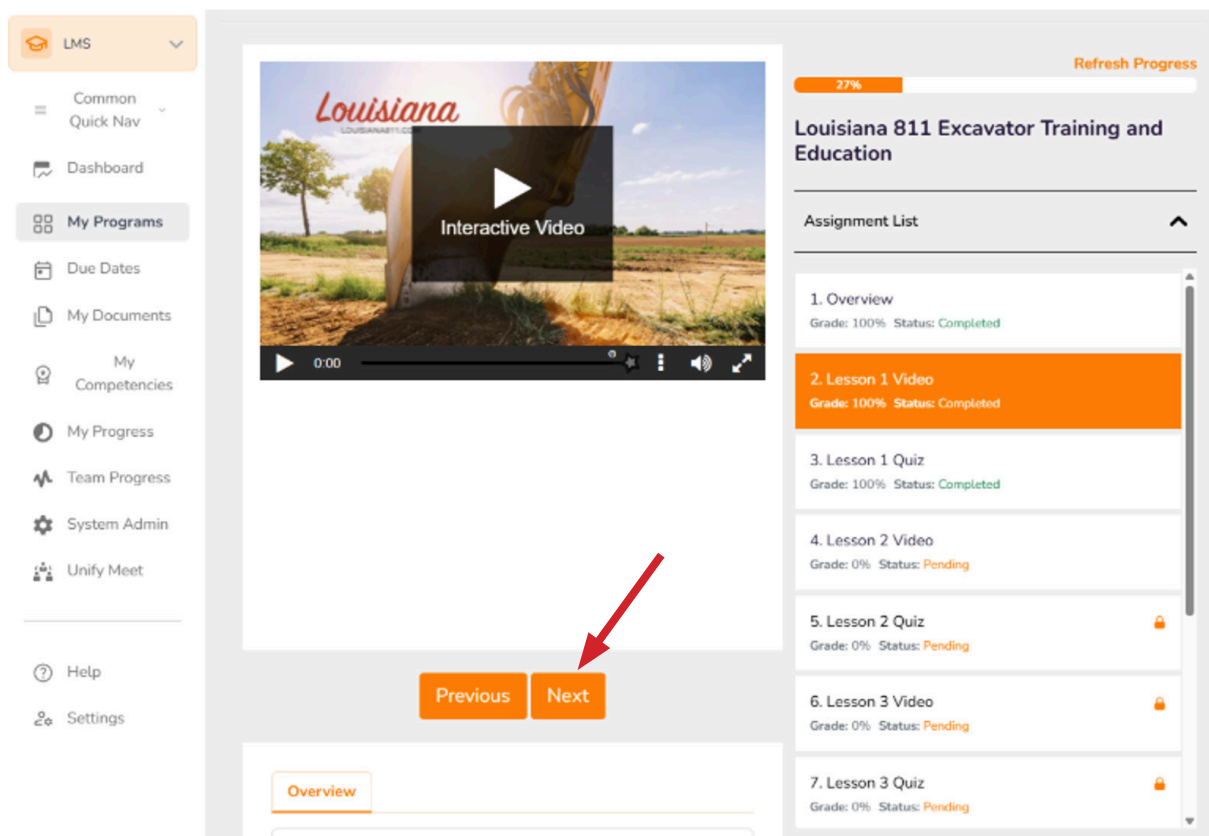 LMS
Common
Quick Nav
Dashboard
My Programs
Due Dates
My Documents
My
Competencies
My Progress
Team Progress
System Admin
Unify Meet
Help
Settings
Louisiana
LOUISIANA811.COM
Interactive Video
0:00
Previous
Next
Overview
Refresh Progress
27%
Louisiana 811 Excavator Training and
Education
Assignment List
1. Overview
Grade: 100% Status: Completed
2. Lesson 1 Video
Grade: 100% Status: Completed
3. Lesson 1 Quiz
Grade: 100% Status: Completed
4. Lesson 2 Video
Grade: 0% Status: Pending
5. Lesson 2 Quiz
Grade: 0% Status: Pending
6. Lesson 3 Video
Grade: 0% Status: Pending
7. Lesson 3 Quiz
Grade: 0% Status: Pending